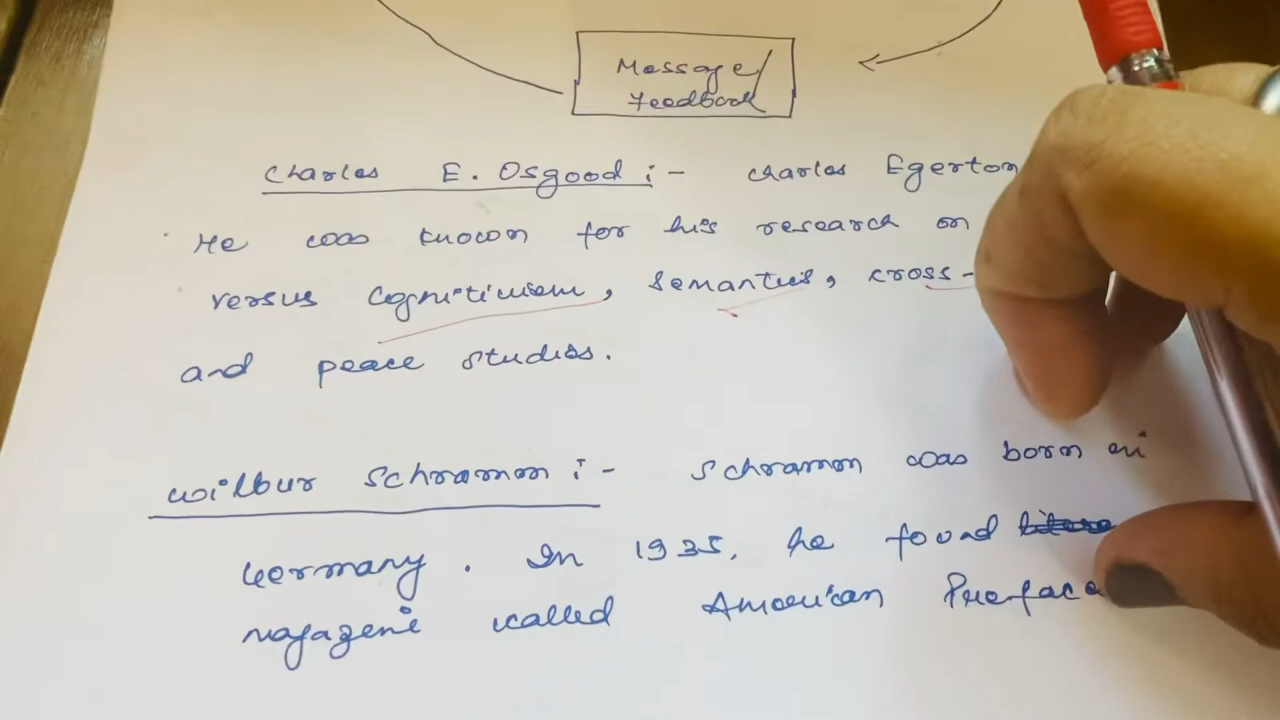 Message/
Feedback
Charles E. Osgood :- Charles Egerton
He was known for his research on
versus cognitivism, semantics, cross-
and peace studies.
Wilbur Schramm :- Schramm was born in
Germany. In 1935, he found
Magazene called American Preface